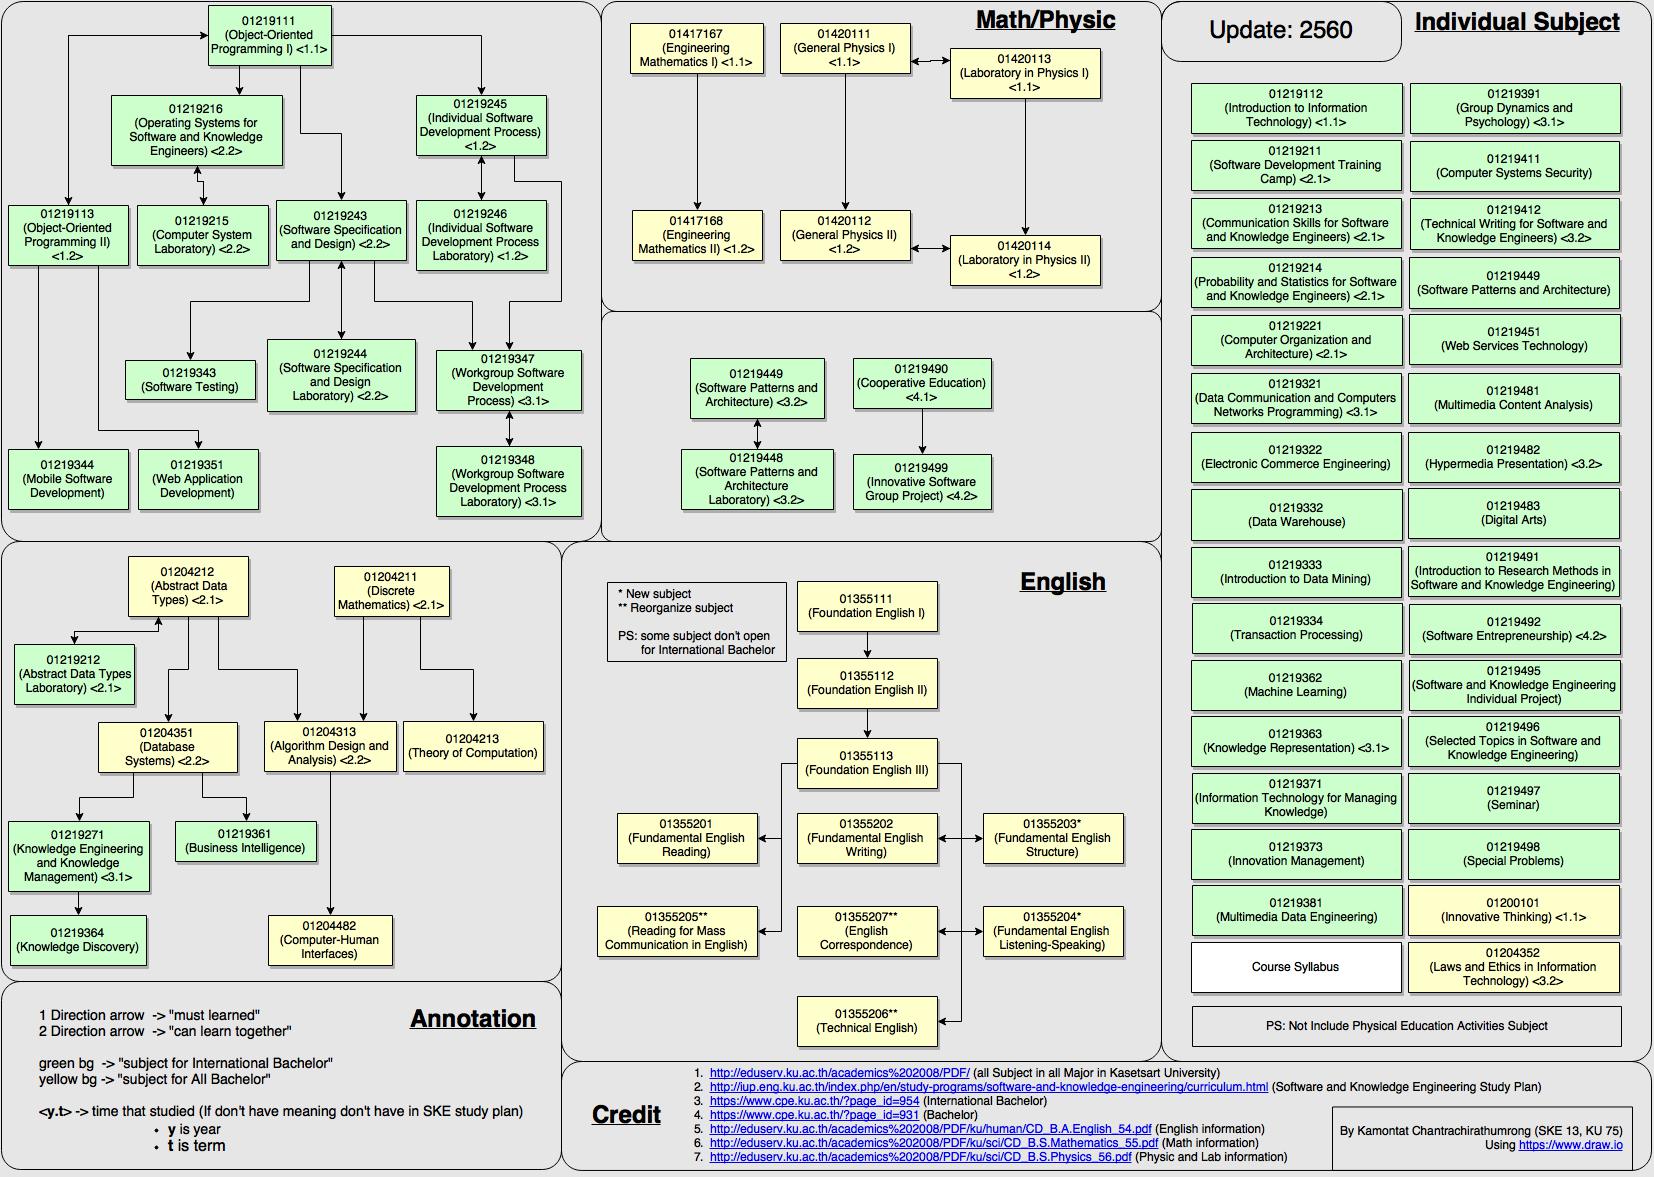 01219111
(Object-Oriented
Programming I) <1.1>
01219216
(Operating Systems for
Software and Knowledge
Engineers) <2.2>
01219245
(Individual Software
Development Process)
<1.2>
01219113
(Object-Oriented
Programming II)
<1.2>
01219215
(Computer System
Laboratory) <2.2>
01219243
(Software Specification
and Design) <2.2>
01219246
(Individual Software
Development Process
Laboratory) <1.2>
01219343
(Software Testing)
01219244
(Software Specification
and Design
Laboratory) <2.2>
01219347
(Workgroup Software
Development
Process) <3.1>
01219344
(Mobile Software
Development)
01219351
(Web Application
Development)
01219348
(Workgroup Software
Development Process
Laboratory) <3.1>
Math/Physic
01417167
(Engineering
Mathematics I) <1.1>
01420111
(General Physics I)
<1.1>
01420113
(Laboratory in Physics I)
<1.1>
01417168
(Engineering
Mathematics II) <1.2>
01420112
(General Physics II)
<1.2>
01420114
(Laboratory in Physics II)
<1.2>
01219449
(Software Patterns and
Architecture) <3.2>
01219490
(Cooperative Education)
<4.1>
01219448
(Software Patterns and
Architecture
Laboratory) <3.2>
01219499
(Innovative Software
Group Project) <4.2>
Update: 2560
Individual Subject
01219112
(Introduction to Information
Technology) <1.1>
01219391
(Group Dynamics and
Psychology) <3.1>
01219211
(Software Development Training
Camp) <2.1>
01219411
(Computer Systems Security)
01219213
(Communication Skills for Software
and Knowledge Engineers) <2.1>
01219412
(Technical Writing for Software and
Knowledge Engineers) <3.2>
01219214
(Probability and Statistics for Software
and Knowledge Engineers) <2.1>
01219449
(Software Patterns and Architecture)
01219221
(Computer Organization and
Architecture) <2.1>
01219451
(Web Services Technology)
01219321
(Data Communication and Computers
Networks Programming) <3.1>
01219481
(Multimedia Content Analysis)
01219322
(Electronic Commerce Engineering)
01219482
(Hypermedia Presentation) <3.2>
01219332
(Data Warehouse)
01219483
(Digital Arts)
01219333
(Introduction to Data Mining)
01219491
(Introduction to Research Methods in
Software and Knowledge Engineering)
01219334
(Transaction Processing)
01219492
(Software Entrepreneurship) <4.2>
01219362
(Machine Learning)
01219495
(Software and Knowledge Engineering
Individual Project)
01219363
(Knowledge Representation) <3.1>
01219496
(Selected Topics in Software and
Knowledge Engineering)
01219371
(Information Technology for Managing
Knowledge)
01219497
(Seminar)
01219373
(Innovation Management)
01219498
(Special Problems)
01219381
(Multimedia Data Engineering)
01200101
(Innovative Thinking) <1.1>
Course Syllabus
01204352
(Laws and Ethics in Information
Technology) <3.2>
PS: Not Include Physical Education Activities Subject
01204212
(Abstract Data
Types) <2.1>
01204211
(Discrete
Mathematics) <2.1>
01219212
(Abstract Data Types
Laboratory) <2.1>
01204351
(Database
Systems) <2.2>
01204313
(Algorithm Design and
Analysis) <2.2>
01204213
(Theory of Computation)
01219271
(Knowledge Engineering
and Knowledge
Management) <3.1>
01219361
(Business Intelligence)
01219364
(Knowledge Discovery)
01204482
(Computer-Human
Interfaces)
English
* New subject
** Reorganize subject
PS: some subject don't open
for International Bachelor
01355111
(Foundation English I)
01355112
(Foundation English II)
01355113
(Foundation English III)
01355201
(Fundamental English
Reading)
01355202
(Fundamental English
Writing)
01355203*
(Fundamental English
Structure)
01355205**
(Reading for Mass
Communication in English)
01355207**
(English
Correspondence)
01355204*
(Fundamental English
Listening-Speaking)
01355206**
(Technical English)
Annotation
1 Direction arrow -> "must learned"
2 Direction arrow -> "can learn together"
green bg -> "subject for International Bachelor"
yellow bg -> "subject for All Bachelor"
<y.t> -> time that studied (If don't have meaning don't have in SKE study plan)
• y is year
• t is term
Credit
1. http://eduserv.ku.ac.th/academics%202008/PDF/ (all Subject in all Major in Kasetsart University)
2. http://iup.eng.ku.ac.th/index.php/en/study-programs/software-and-knowledge-engineering/curriculum.html (Software and Knowledge Engineering Study Plan)
3. https://www.cpe.ku.ac.th/?page_id=954 (International Bachelor)
4. https://www.cpe.ku.ac.th/?page_id=931 (Bachelor)
5. http://eduserv.ku.ac.th/academics%202008/PDF/ku/human/CD_B.A.English_54.pdf (English information)
6. http://eduserv.ku.ac.th/academics%202008/PDF/ku/sci/CD_B.S.Mathematics_55.pdf (Math information)
7. http://eduserv.ku.ac.th/academics%202008/PDF/ku/sci/CD_B.S.Physics_56.pdf (Physic and Lab information)
By Kamontat Chantrachirathumrong (SKE 13, KU 75)
Using https://www.draw.io